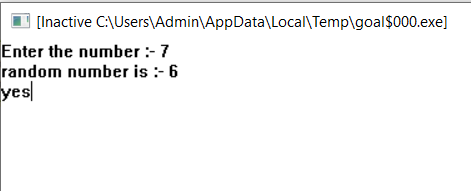 [Inactive C:\Users\Admin\AppData\Local\Temp\goal$000.exe]
Enter the number :- 7
random number is :- 6
yes